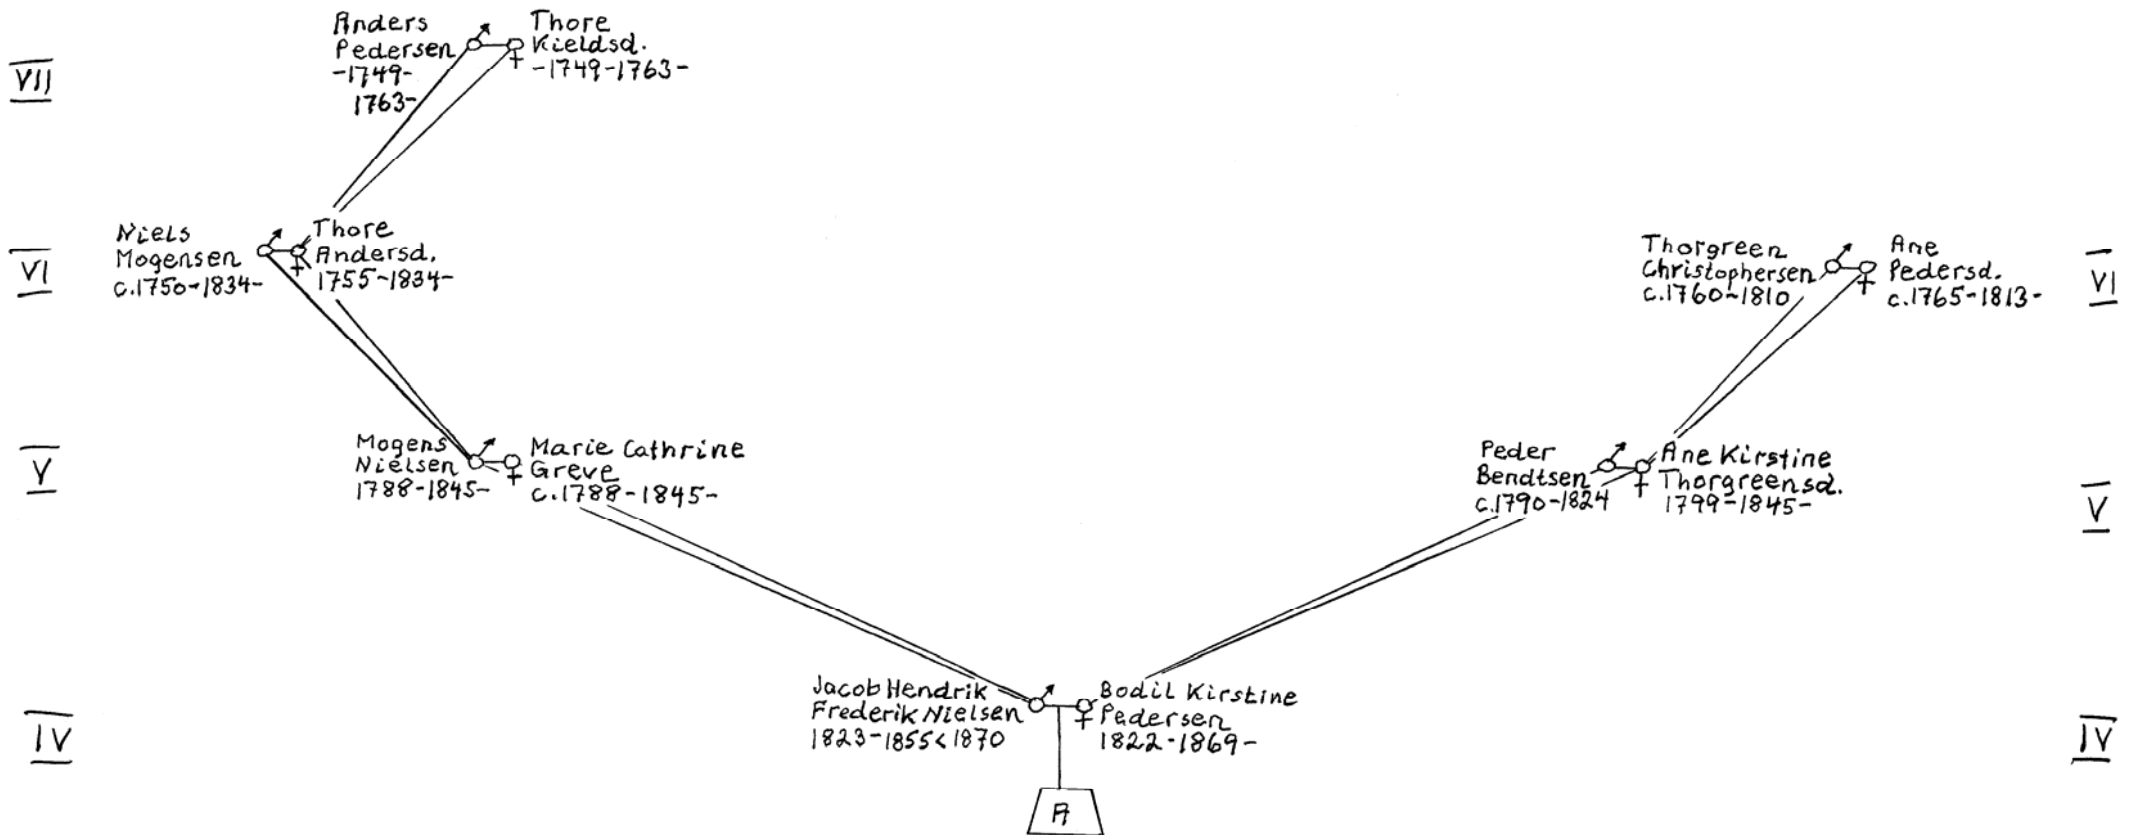 VII
Anders
Pedersen
-1749-
1763-
Thore
Kieldsd.
-1749-1763-
VI
Niels
Mogensen
c.1750-1834-
Thore
Andersd.
1755-1834-
Thorgreen
Christophersen
c.1760-1810
Ane
Pedersd.
c.1765-1813-
VI
V
Mogens
Nielsen
1788-1845-
Marie Cathrine
Greve
c.1788-1845-
Peder
Bendtsen
c.1790-1824
Ane Kirstine
Thorgreensd.
1799-1845-
V
IV
Jacob Hendrik
Frederik Nielsen
1823-1855<1870
Bodil Kirstine
Pedersen
1822-1869-
IV
A